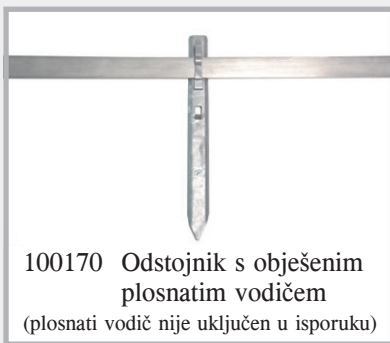 100170 Odstojnik s obješenim
plosnatim vodičem
(plosnati vodič nije uključen u isporuku)